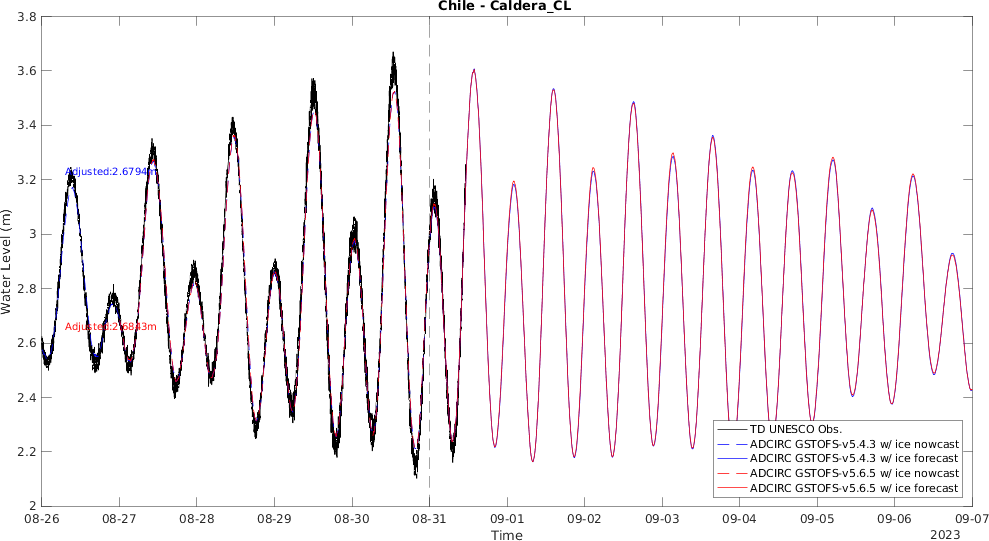 Chile - Caldera_CL
3.8
3.6
3.4
3.2
3
2.8
2.6
2.4
2.2
2
Water Level (m)
Adjusted:2.6794m
Adjusted:2.6843m
TD UNESCO Obs.
ADCIRC GSTOFS-v5.4.3 w/ ice nowcast
ADCIRC GSTOFS-v5.4.3 w/ ice forecast
ADCIRC GSTOFS-v5.6.5 w/ ice nowcast
ADCIRC GSTOFS-v5.6.5 w/ ice forecast
08-26 08-27 08-28 08-29 08-30 08-31 09-01 09-02 09-03 09-04 09-05 09-06 09-07
Time
2023